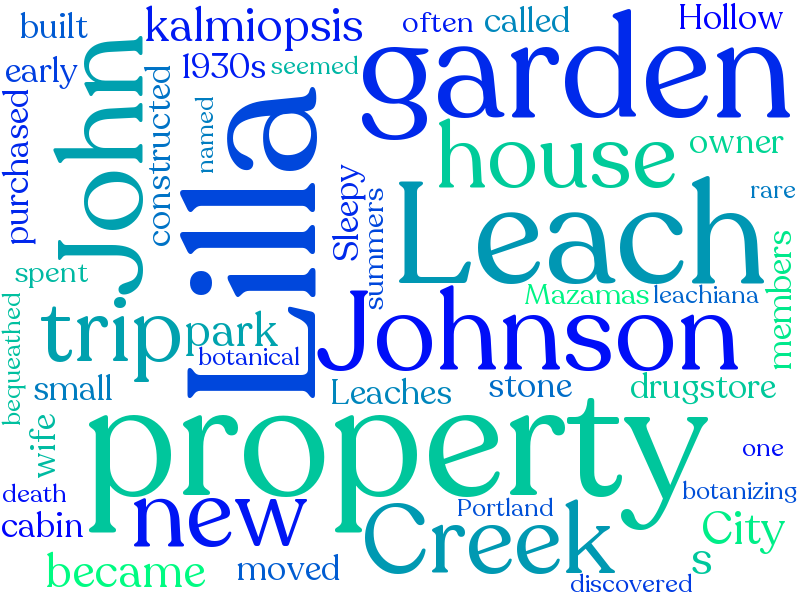 built
kalmiopsis
often
called
Hollow
early
1930s
seemed
garden
John
purchased
constructed
named
Lilla
house
owner
Sleepy
summers
Leach
rare
spent
Mazamas
leachiana
members
trip
park
botanical
Johnson
bequeathed
small
Leaches
stone
drugstore
wife
property
one
death
cabin
new
Creek
Portland
botanizing
City
s
became
moved
discovered